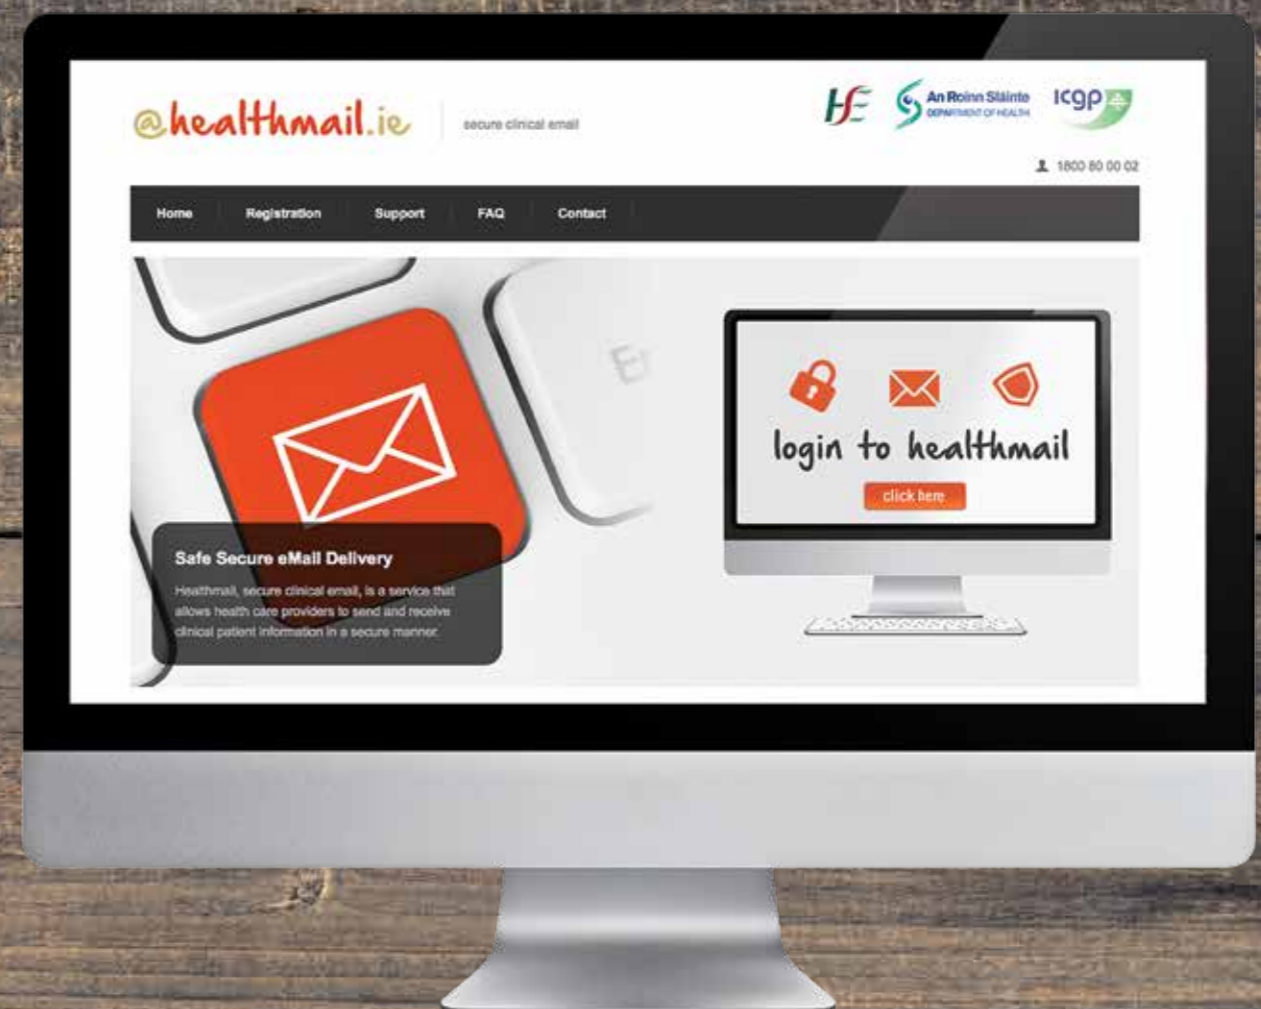 @healthmail.ie
secure clinical email
HE
An Roinn Sláinte
DEPARTMENT OF HEALTH
ICGP
1800 80 00 02
Home Registration Support FAQ Contact
En
login to healthmail
click here
Safe Secure eMail Delivery
Healthmail, secure clinical email, is a service that
allows health care providers to send and receive
clinical patient information in a secure manner.